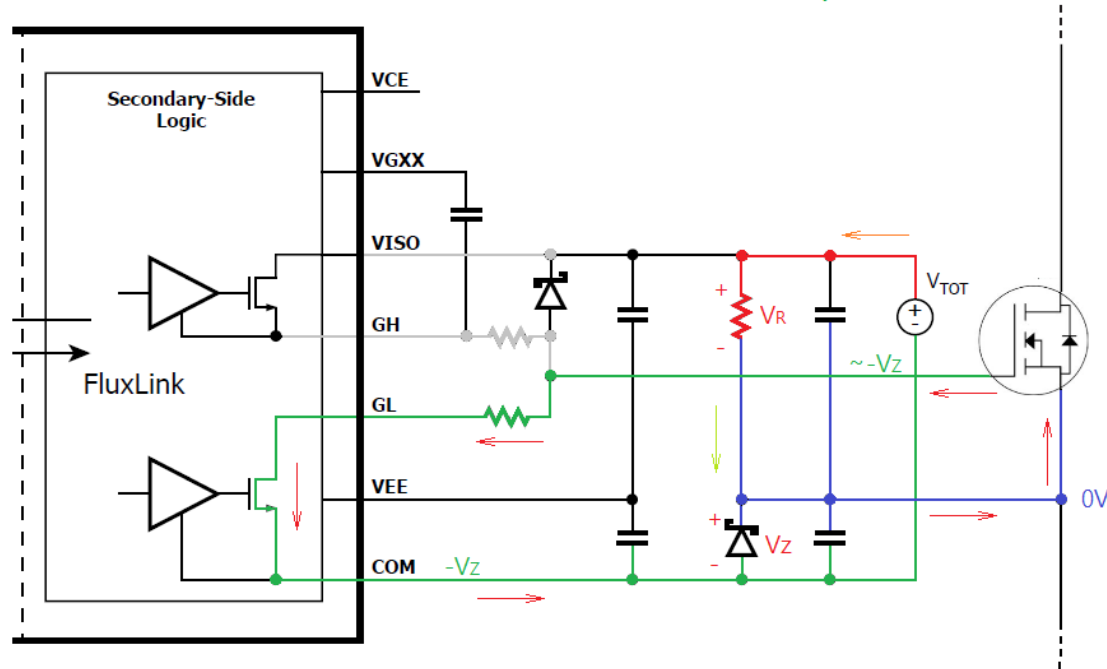 VCE
Secondary-Side
Logic
VGXX
VISO
+
VR
-
VTOT
+
-
GH
FluxLink
~-VZ
GL
VEE
0V
+
VZ
-
COM
-VZ